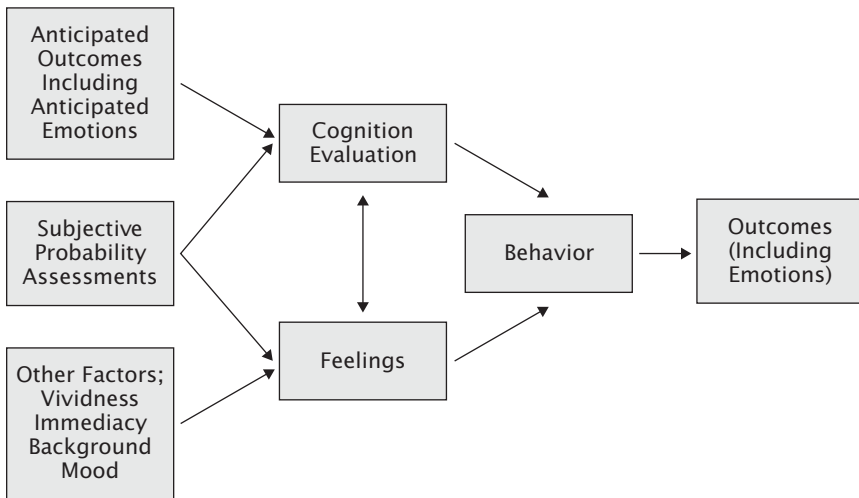 Anticipated
Outcomes
Including
Anticipated
Emotions
Cognition
Evaluation
Subjective
Probability
Assessments
Behavior
Outcomes
(Including
Emotions)
Feelings
Other Factors;
Vividness
Immediacy
Background
Mood